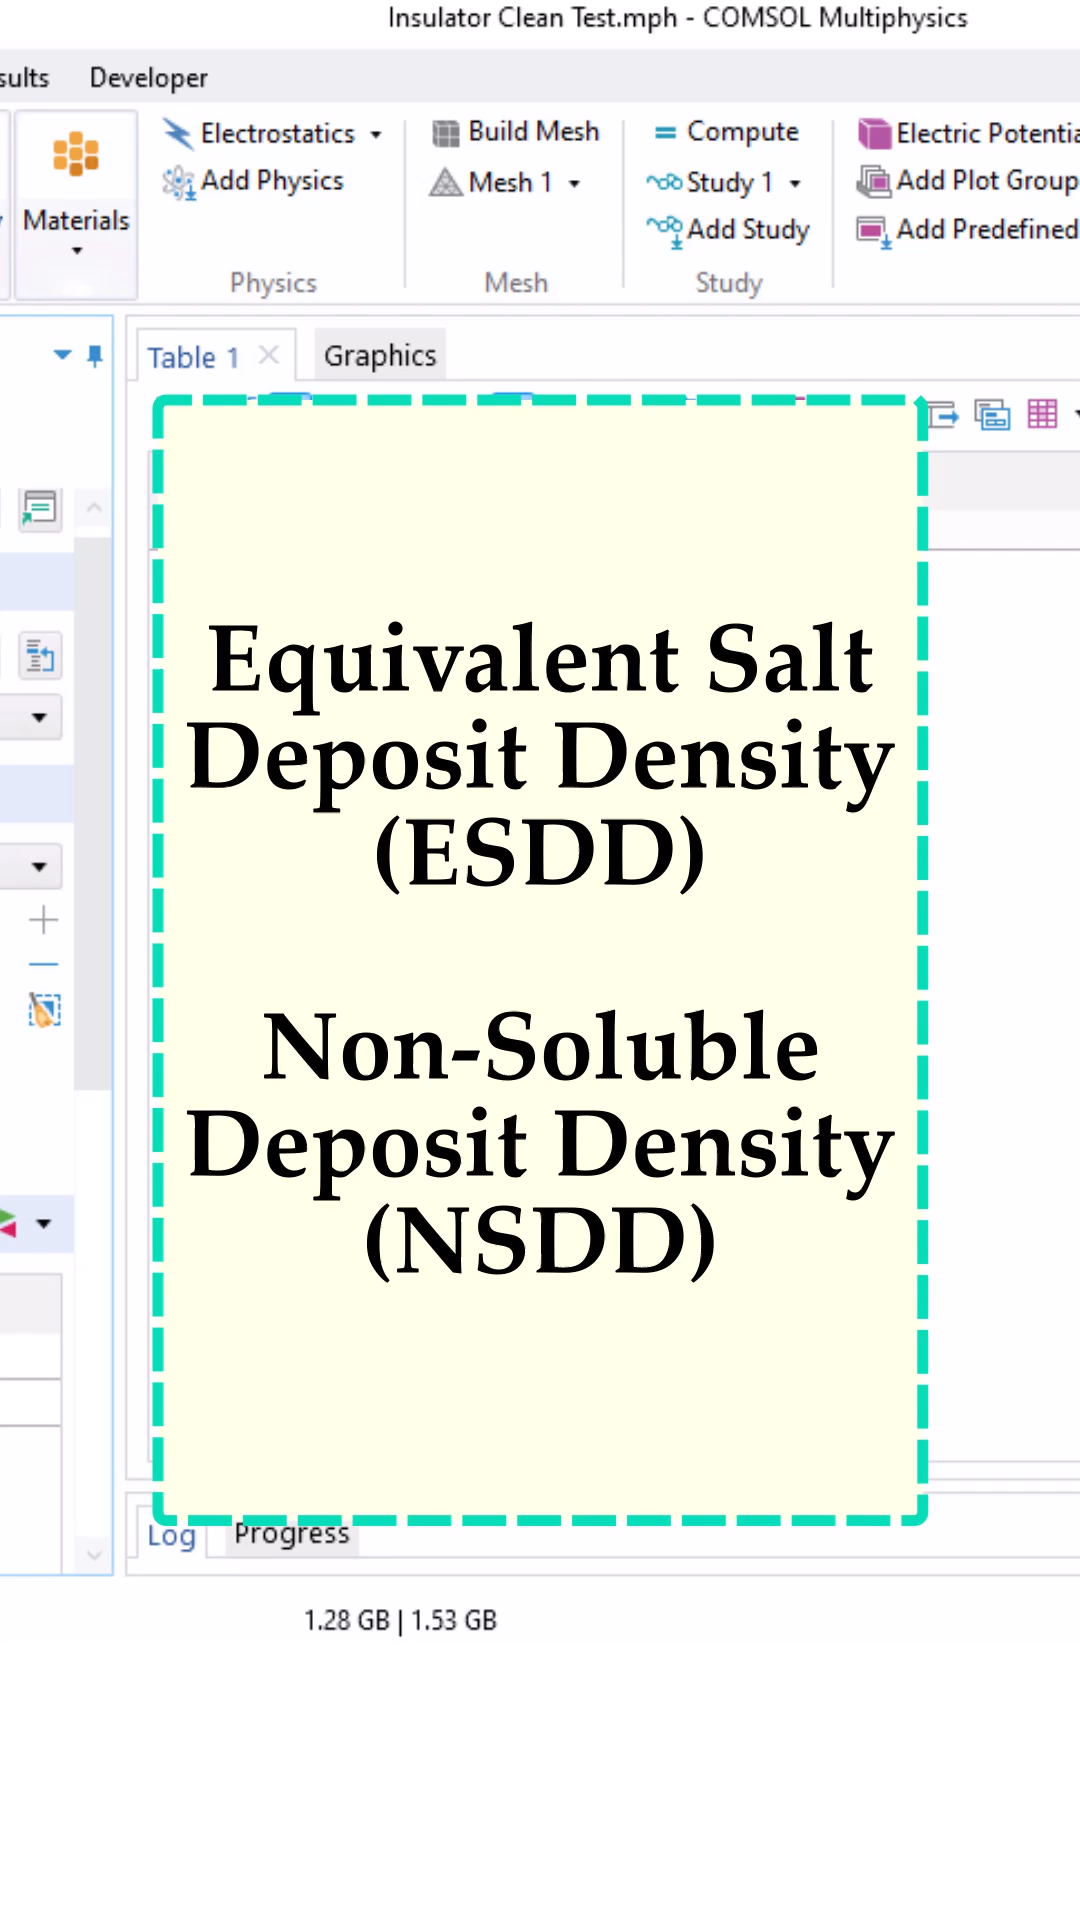 Insulator Clean Test.mph - COMSOL Multiphysics
sults Developer
Electrostatics Build Mesh = Compute Electric Potentia
Add Physics Mesh 1 Study 1 Add Plot Group
Materials Add Study Add Predefined
Physics Mesh Study
Table 1 Graphics
Equivalent Salt
Deposit Density
(ESDD)
Non-Soluble
Deposit Density
(NSDD)
Log Progress
1.28 GB | 1.53 GB